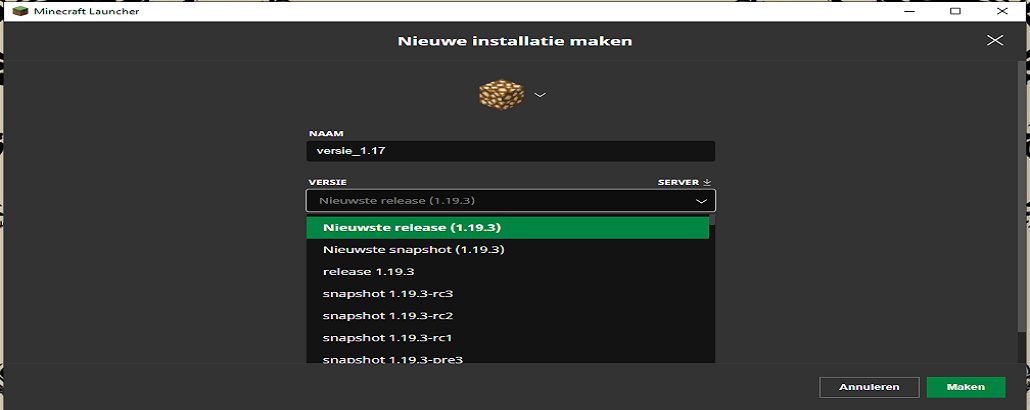 Minecraft Launcher
Nieuwe installatie maken
NAAM
versie_1.17
VERSIE
SERVER
Nieuwste release (1.19.3)
Nieuwste release (1.19.3)
Nieuwste snapshot (1.19.3)
release 1.19.3
snapshot 1.19.3-rc3
snapshot 1.19.3-rc2
snapshot 1.19.3-rc1
snapshot 1.19.3-pre3
Annuleren
Maken